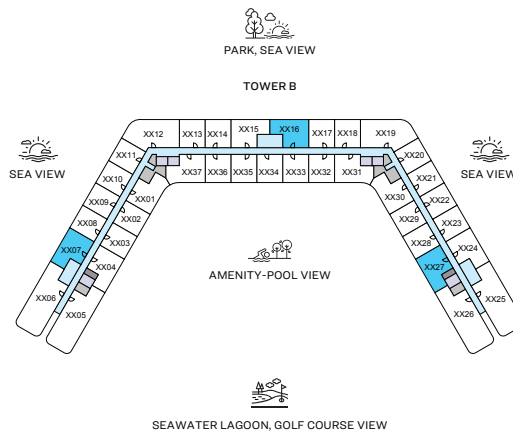 PARK, SEA VIEW
TOWER B
XX12
XX13
XX14
XX15
XX16
XX17
XX18
XX19
XX11
XX37
XX36
XX35
XX34
XX33
XX32
XX31
XX20
SEA VIEW
SEA VIEW
XX10
XX01
XX30
XX21
XX09
XX02
XX29
XX22
XX08
XX03
XX28
XX23
XX07
XX04
XX27
XX24
AMENITY-POOL VIEW
XX06
XX05
XX26
XX25
SEAWATER LAGOON, GOLF COURSE VIEW